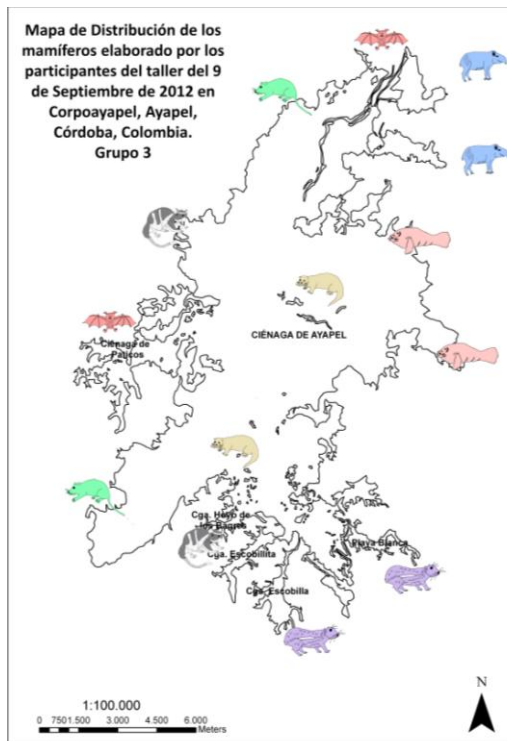 Mapa de Distribución de los
mamíferos elaborado por los
participantes del taller del 9
de Septiembre de 2012 en
Corpoayapel, Ayapel,
Córdoba, Colombia.
Grupo 3
CIÉNAGA DE AYAPEL
Ciénaga de
Paticos
Cga. Hoyo de
los Bagres
Cga. Escobillita
Playa Blanca
Cga. Escobilla
N
1:100.000
0 750 1.500 3.000 4.500 6.000
Meters